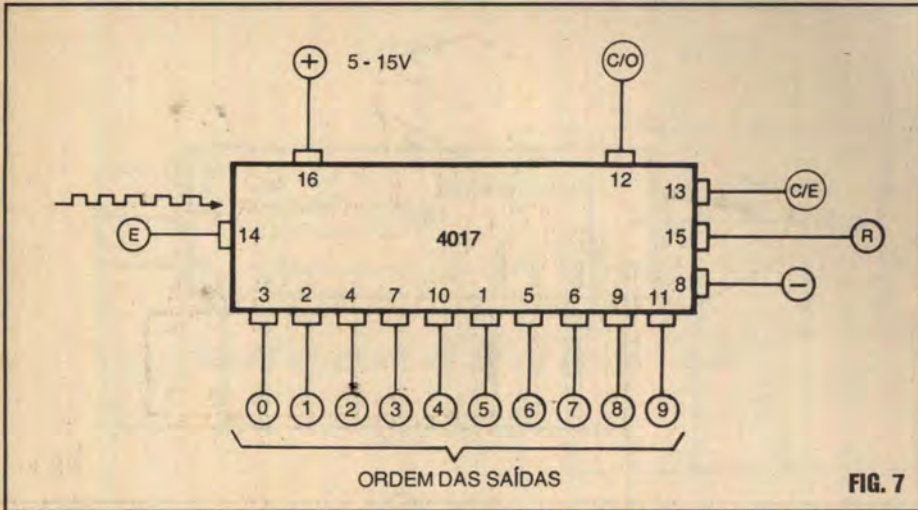 + 5 - 15V C/O
16 12
13 C/E
E 14 4017 15 R
8 −
3 2 4 7 10 1 5 6 9 11
0 1 2 3 4 5 6 7 8 9
ORDEM DAS SAÍDAS
FIG. 7